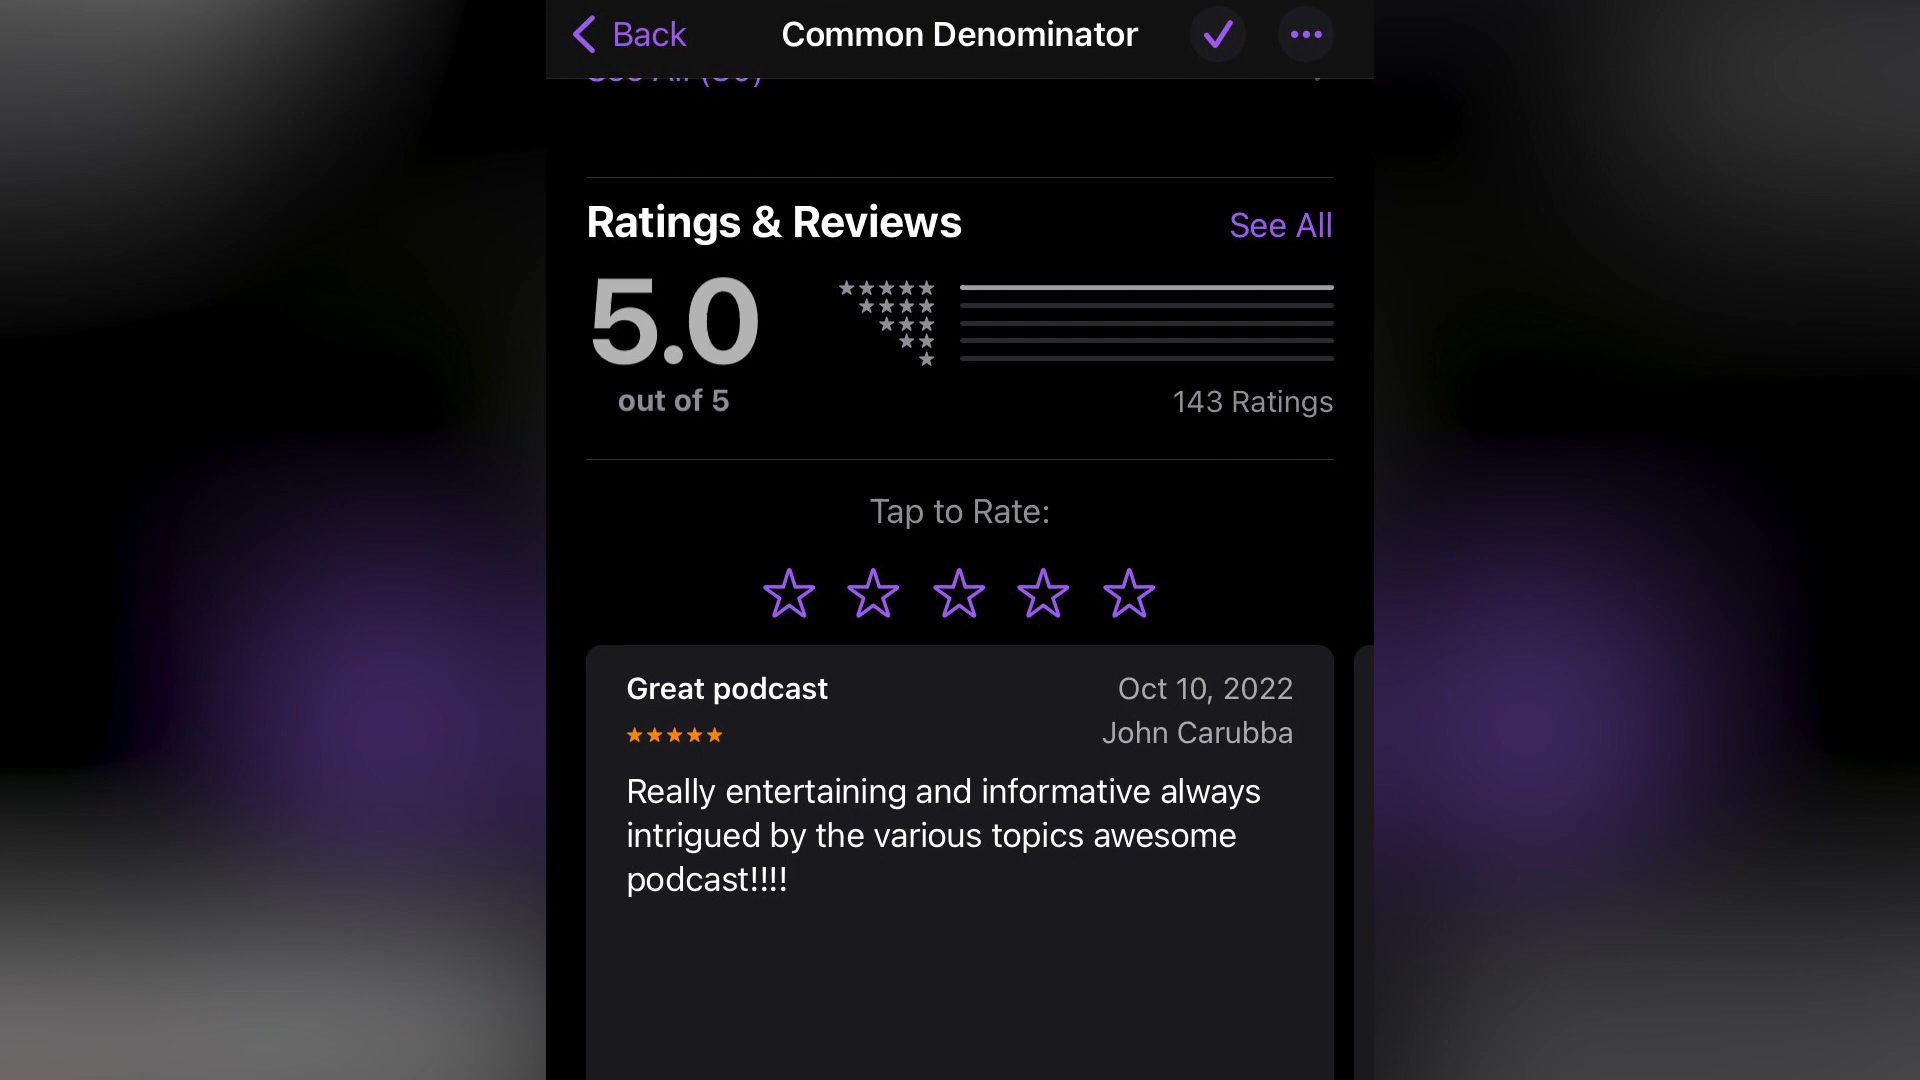 Back
Common Denominator
Ratings & Reviews
See All
5.0
out of 5
143 Ratings
Tap to Rate:
Great podcast
Oct 10, 2022
John Carubba
Really entertaining and informative always
intrigued by the various topics awesome
podcast!!!!